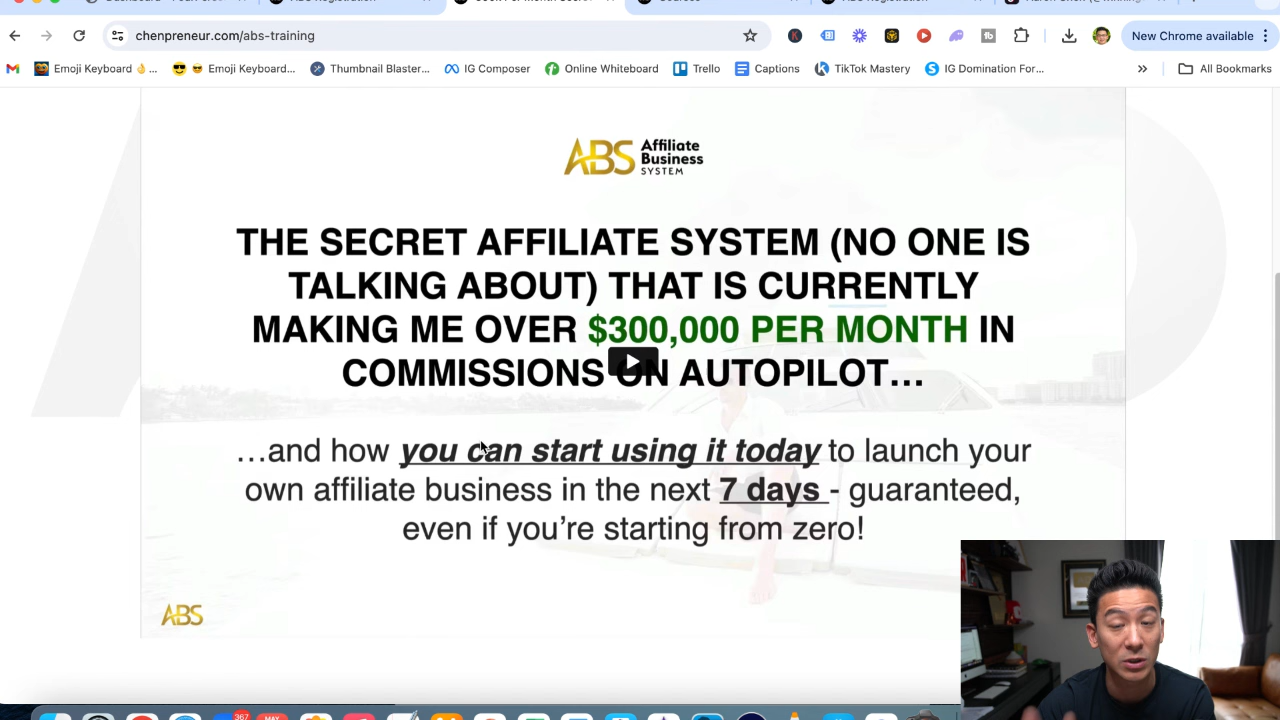 chenpreneur.com/abs-training
New Chrome available
Emoji Keyboard 👌...
😎 Emoji Keyboard...
Thumbnail Blaster...
IG Composer
Online Whiteboard
Trello
Captions
TikTok Mastery
IG Domination For...
»
All Bookmarks
ABS Affiliate
Business
SYSTEM
THE SECRET AFFILIATE SYSTEM (NO ONE IS
TALKING ABOUT) THAT IS CURRENTLY
MAKING ME OVER $300,000 PER MONTH IN
COMMISSIONS ON AUTOPILOT...
...and how you can start using it today to launch your
own affiliate business in the next 7 days - guaranteed,
even if you're starting from zero!
ABS
367
MAY